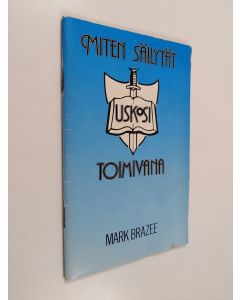 MITEN SÄILYTÄT
USKOSI
TOIMIVANA
MARK BRAZEE